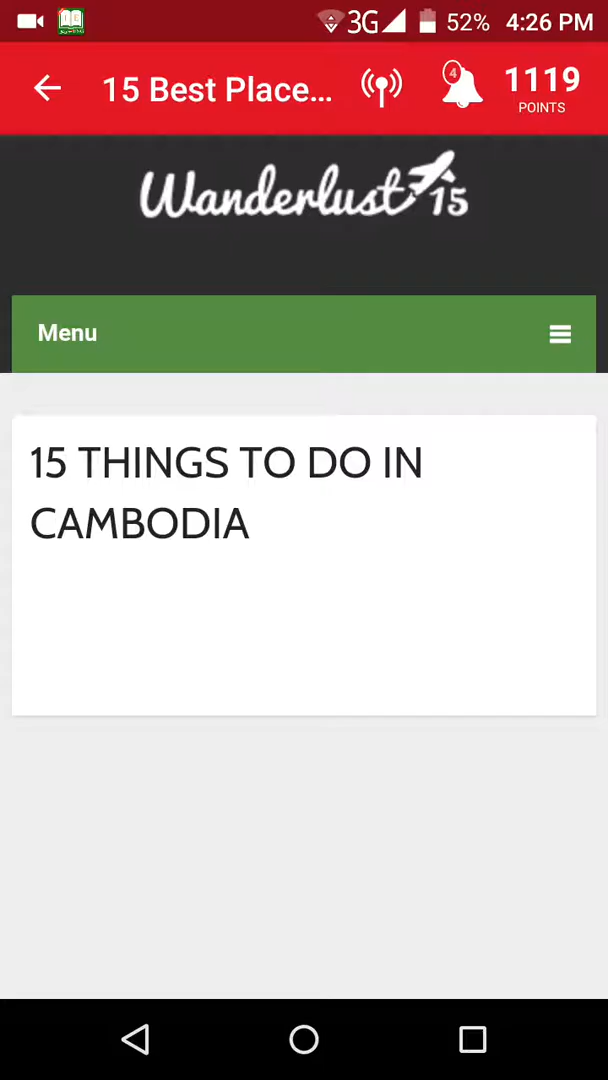 3G 52% 4:26 PM
15 Best Place... 4 1119
POINTS
Wanderlust 15
Menu
15 THINGS TO DO IN
CAMBODIA